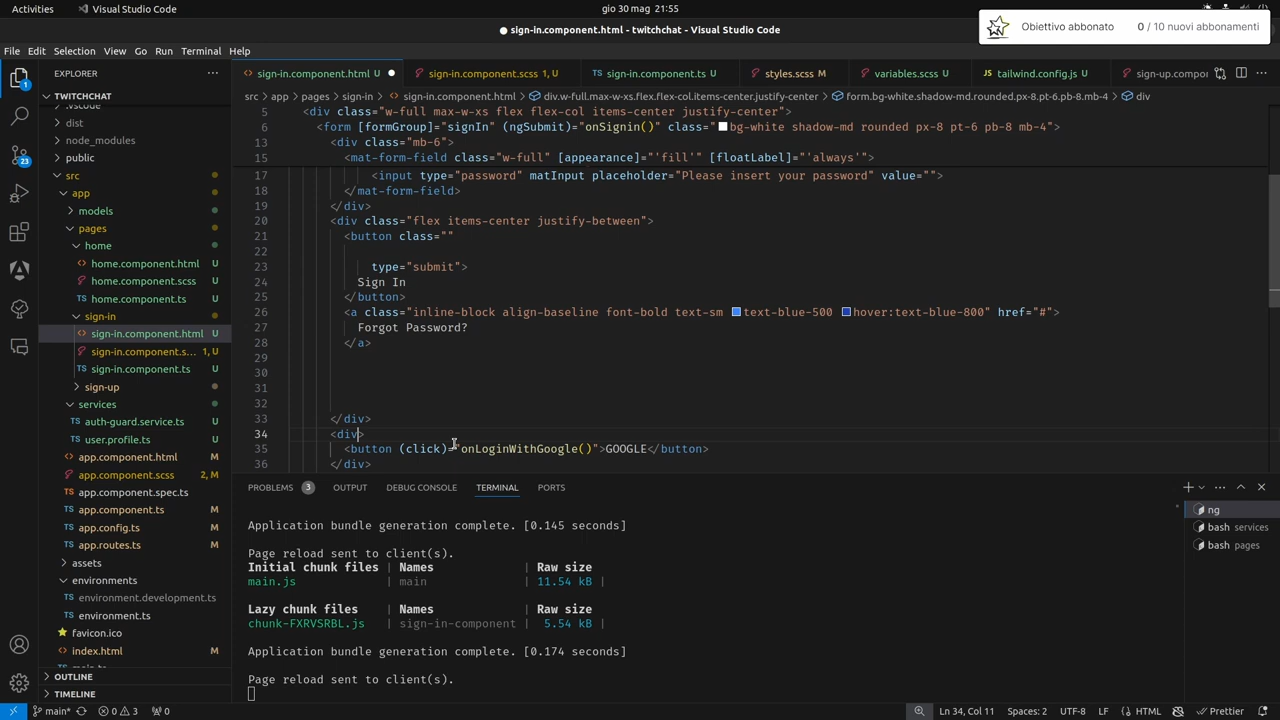 Activities
Visual Studio Code
gio 30 mag 21:55
Obiettivo abbonato
0 / 10 nuovi abbonamenti
sign-in.component.html - twitchchat - Visual Studio Code
File Edit Selection View Go Run Terminal Help
EXPLORER
sign-in.component.html
sign-in.component.scss 1, U
sign-in.component.ts U
styles.scss M
variables.scss U
tailwind.config.js U
sign-up.compo
TWITCHCHAT
src > app > pages > sign-in > sign-in.component.html > div.w-full.max-w-xs.flex.flex-col.items-center.justify-center > form.bg-white.shadow-md.rounded.px-8.pt-6.pb-8.mb-4 > div
.vscode
dist
node_modules
public
src
app
models
pages
home
home.component.html U
home.component.scss U
home.component.ts U
sign-in
sign-in.component.html U
sign-in.component.s... 1, U
sign-in.component.ts U
sign-up
services
auth-guard.service.ts U
user.profile.ts U
app.component.html M
app.component.scss 2, M
app.component.spec.ts
app.component.ts M
app.config.ts M
app.routes.ts M
assets
environments
environment.development.ts
environment.ts
favicon.ico
index.html M
main.ts
OUTLINE
TIMELINE
5 <div class="w-full max-w-xs flex flex-col items-center justify-center">
6 <form [formGroup]="signIn" (ngSubmit)="onSignin()" class="bg-white shadow-md rounded px-8 pt-6 pb-8 mb-4">
13 <div class="mb-6">
15 <mat-form-field class="w-full" [appearance]="'fill'" [floatLabel]="'always'">
17 <input type="password" matInput placeholder="Please insert your password" value="">
18 </mat-form-field>
19 </div>
20 <div class="flex items-center justify-between">
21 <button class=""
22
23 type="submit">
24 Sign In
25 </button>
26 <a class="inline-block align-baseline font-bold text-sm text-blue-500 hover:text-blue-800" href="#">
27 Forgot Password?
28 </a>
29
30
31
32
33 </div>
34 <div>
35 <button (click)="onLoginWithGoogle()">GOOGLE</button>
36 </div>
PROBLEMS 3 OUTPUT DEBUG CONSOLE TERMINAL PORTS
Application bundle generation complete. [0.145 seconds]
Page reload sent to client(s).
Initial chunk files | Names | Raw size
main.js | main | 11.54 kB |
Lazy chunk files | Names | Raw size
chunk-FXRVSRBL.js | sign-in-component | 5.54 kB |
Application bundle generation complete. [0.174 seconds]
Page reload sent to client(s).
ng
bash services
bash pages
1
23
main* 0 3 0
Ln 34, Col 11 Spaces: 2 UTF-8 LF HTML Prettier